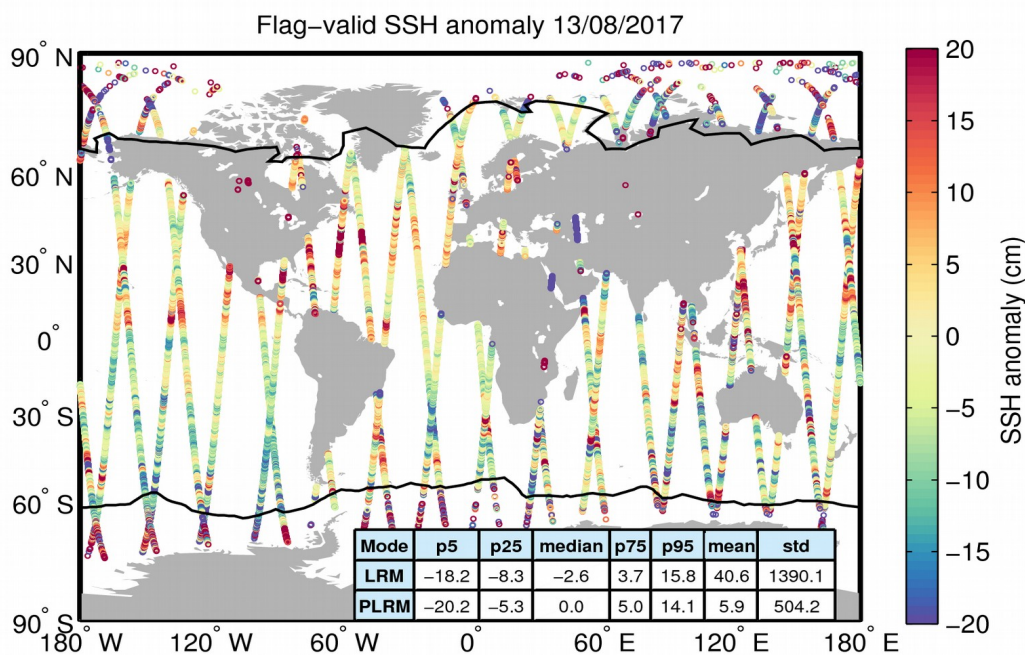 Flag−valid SSH anomaly 13/08/2017
90° N
60° N
30° N
0°
30° S
60° S
90° S
180° W
120° W
60° W
0°
60° E
120° E
180° E
Mode p5 p25 median p75 p95 mean std
LRM −18.2 −8.3 −2.6 3.7 15.8 40.6 1390.1
PLRM −20.2 −5.3 0.0 5.0 14.1 5.9 504.2
20
15
10
5
0
−5
−10
−15
−20
SSH anomaly (cm)